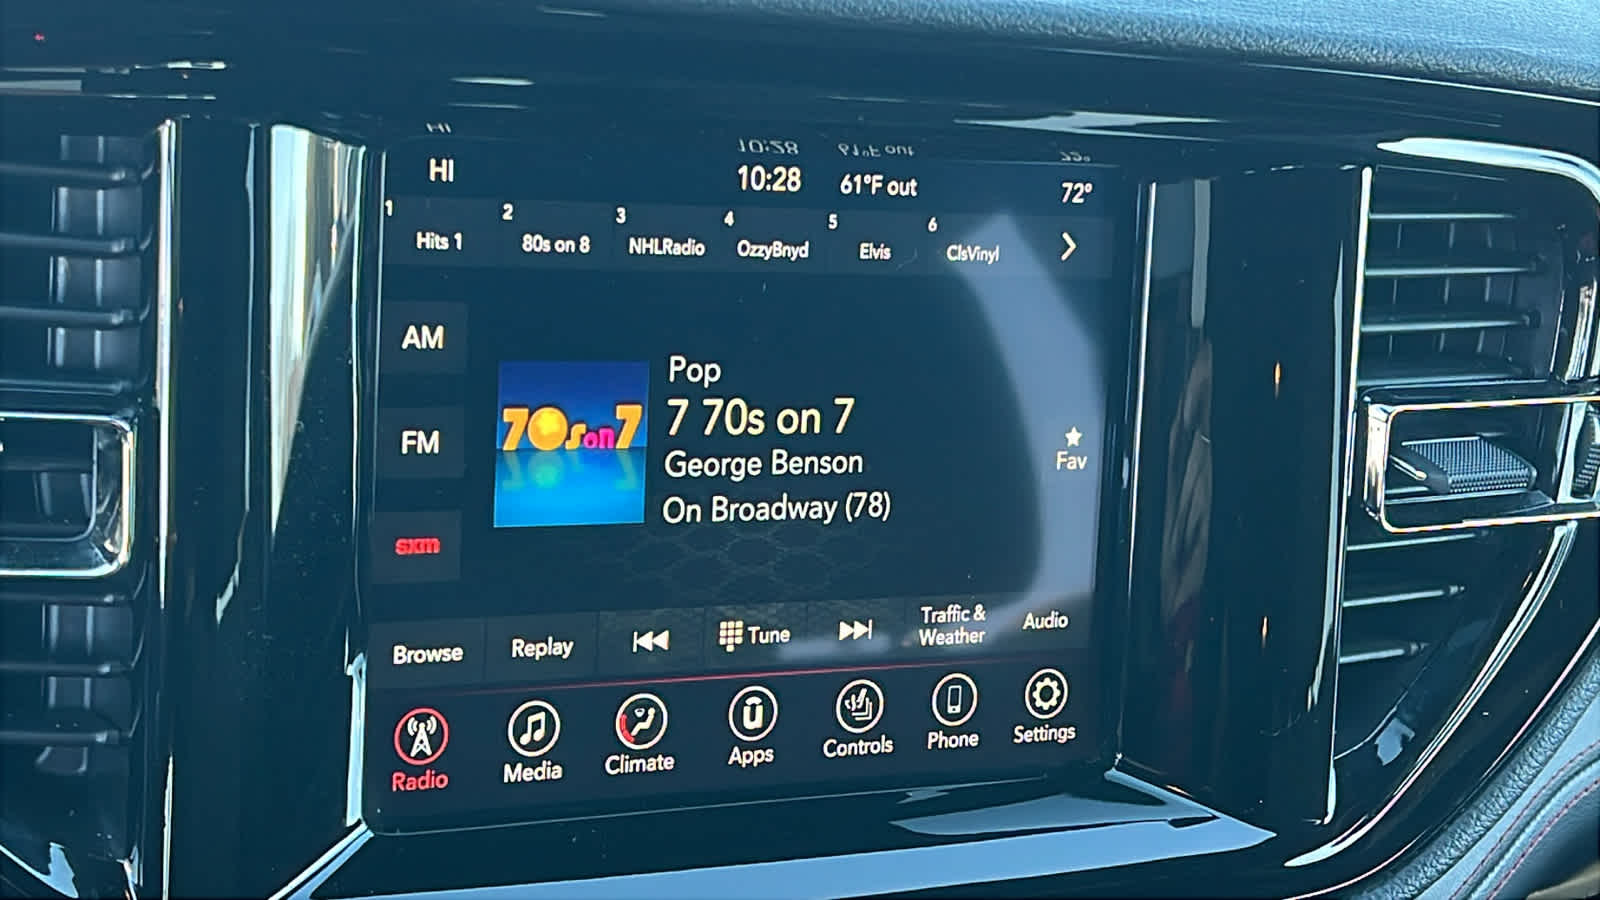 HI 10:28 61°F out 72°
1 Hits 1 2 80s on 8 3 NHLRadio 4 OzzyBnyd 5 Elvis 6 ClsVinyl
AM
FM
sxm
70s on 7
Pop
7 70s on 7
George Benson
On Broadway (78)
Fav
Browse Replay Tune Traffic & Weather Audio
Radio Media Climate Apps Controls Phone Settings